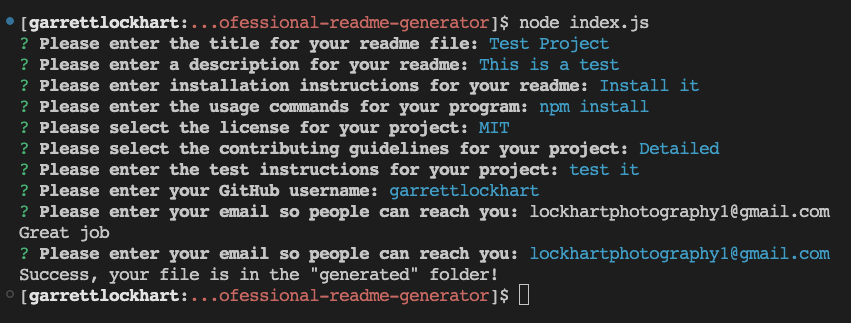 [garrettlockhart:...ofessional-readme-generator]$ node index.js
? Please enter the title for your readme file: Test Project
? Please enter a description for your readme: This is a test
? Please enter installation instructions for your readme: Install it
? Please enter the usage commands for your program: npm install
? Please select the license for your project: MIT
? Please select the contributing guidelines for your project: Detailed
? Please enter the test instructions for your project: test it
? Please enter your GitHub username: garrettlockhart
? Please enter your email so people can reach you: lockhartphotography1@gmail.com
Great job
? Please enter your email so people can reach you: lockhartphotography1@gmail.com
Success, your file is in the "generated" folder!
[garrettlockhart:...ofessional-readme-generator]$